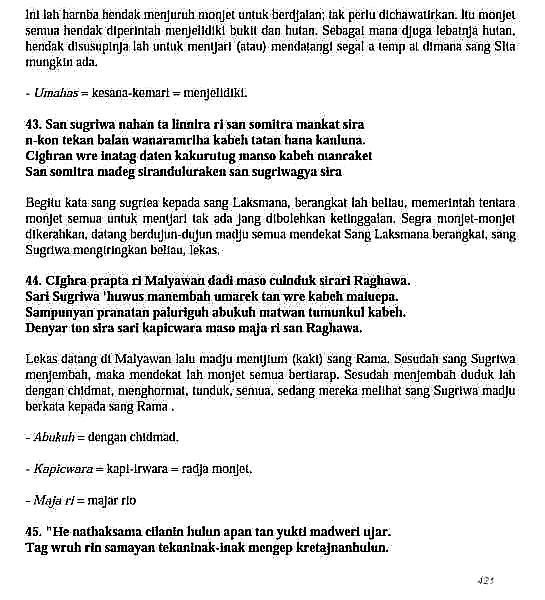 Ini lah harnba hendak menjuruh monjet untuk berdjalan; tak perlu dichawatirkan. Itu monjet
semua hendak diperintah menjelidiki bukit dan hutan. Sebagai mana djuga lebatnja hutan,
hendak disusupinja lah untuk mentjari (atau) mendatangi segal a temp at dimana sang Sita
mungkin ada.
- Umahas = kesana-kemari = menjelidiki.
43. San sugriwa nahan ta linnira ri san somitra mankat sira
n-kon tekan balan wanaramriha kabeh tatan hana kanluna.
Cighran wre inatag daten kakurutug manso kabeh manraket
San somitra madeg siranduluraken san sugriwagya sira
Begitu kata sang sugriea kepada sang Laksmana, berangkat lah beliau, memerintah tentara
monjet semua untuk mentjari tak ada jang dibolehkan ketinggalan. Segra monjet-monjet
dikerahkan, datang berdujun-dujun madju semua mendekat Sang Laksmana berangkat, sang
Sugriwa mengiringkan beliau, lekas.
44. CIghra prapta ri Malyawan dadi maso cuinduk sirari Raghawa.
Sari Sugriwa 'huwus manembah umarek tan wre kabeh maluepa.
Sampunyan pranatan paluriguh abukuh matwan tumunkul kabeh.
Denyar ton sira sari kapicwara maso maja ri san Raghawa.
Lekas datang di Malyawan lalu madju mentjium (kaki) sang Rama. Sesudah sang Sugriwa
menjembah, maka mendekat lah monjet semua bertiarap. Sesudah menjembah duduk lah
dengan chidmat, menghormat, tunduk, semua, sedang mereka melihat sang Sugriwa madju
berkata kepada sang Rama .
- Abukuh = dengan chidmad.
- Kapicwara = kapi-irwara = radja monjet.
- Maja ri = majar rio
45. "He nathaksama cilanin hulun apan tan yukti madweri ujar.
Tag wruh rin samayan tekaninak-inak mengep kretajnanhulun.
421